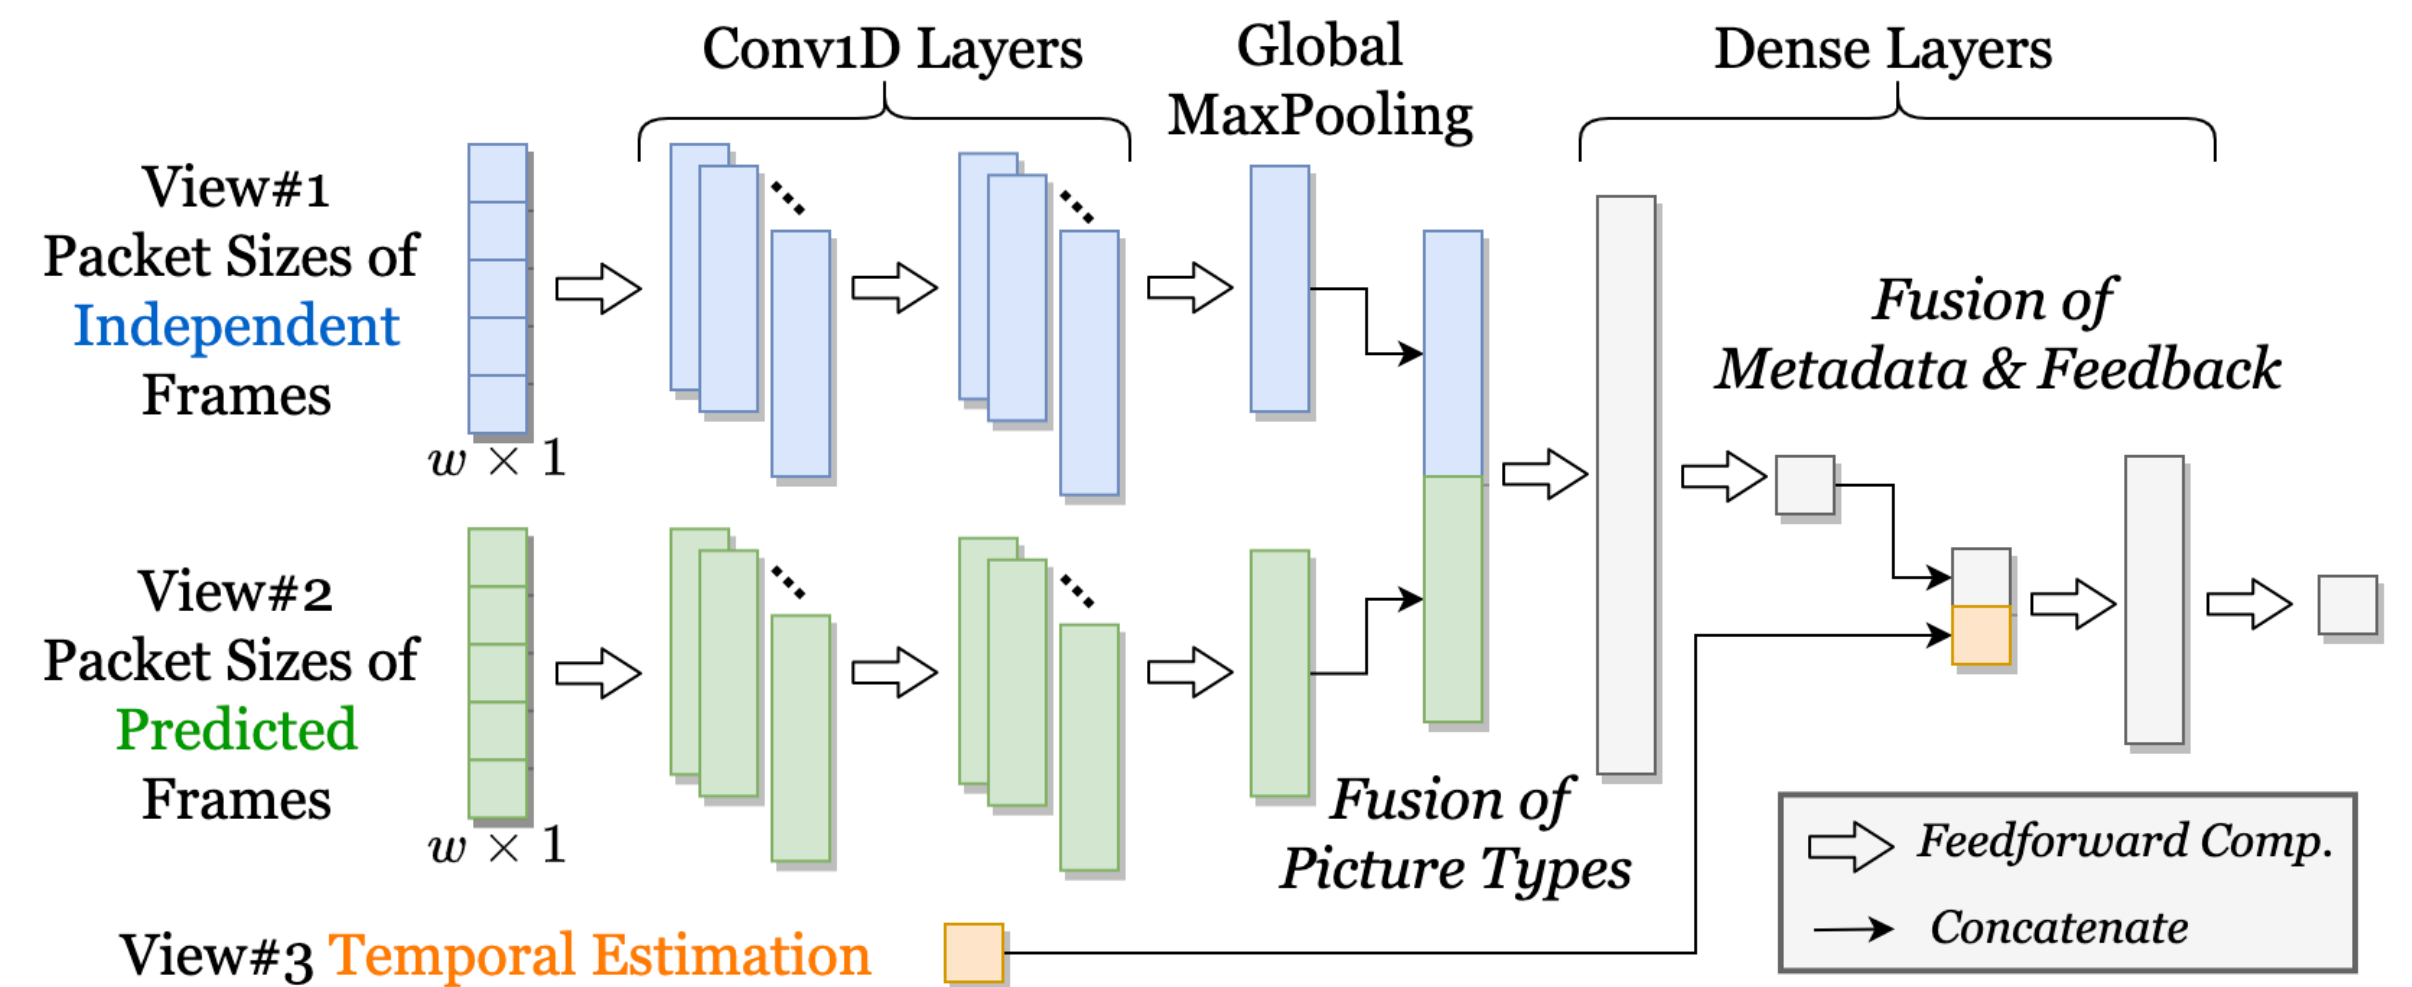 Conv1D Layers
Global
MaxPooling
Dense Layers
View#1
Packet Sizes of
Independent
Frames
w × 1
Fusion of
Metadata & Feedback
View#2
Packet Sizes of
Predicted
Frames
w × 1
Fusion of
Picture Types
View#3 Temporal Estimation
Feedforward Comp.
Concatenate